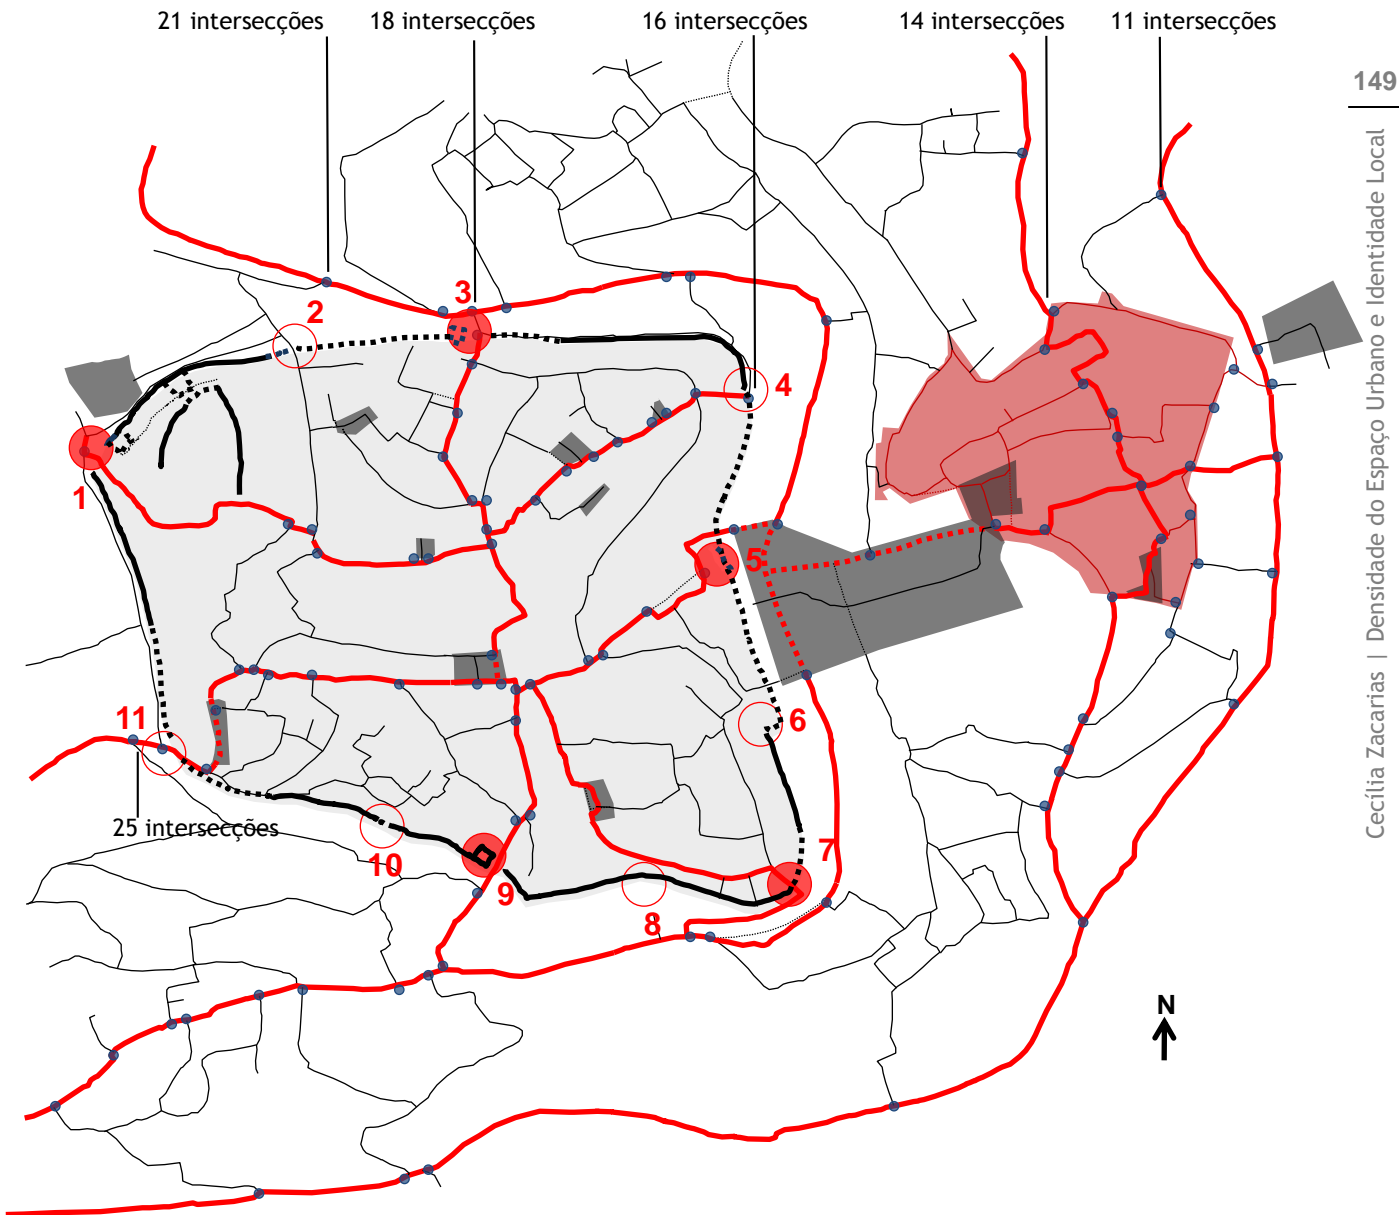 21 intersecções
18 intersecções
16 intersecções
14 intersecções
11 intersecções
149
Cecília Zacarias | Densidade do Espaço Urbano e Identidade Local
3
2
4
1
5
6
11
25 intersecções
10
7
9
8
N